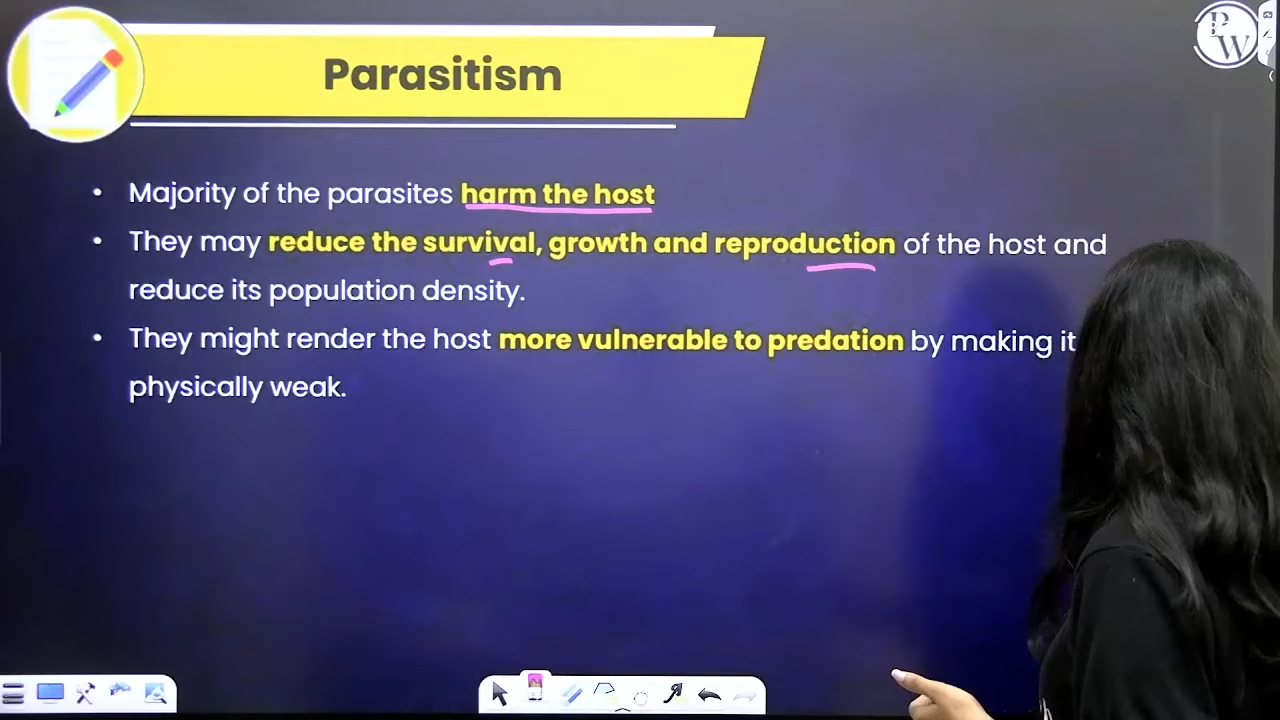 PW
Parasitism
• Majority of the parasites harm the host
• They may reduce the survival, growth and reproduction of the host and
reduce its population density.
• They might render the host more vulnerable to predation by making it
physically weak.